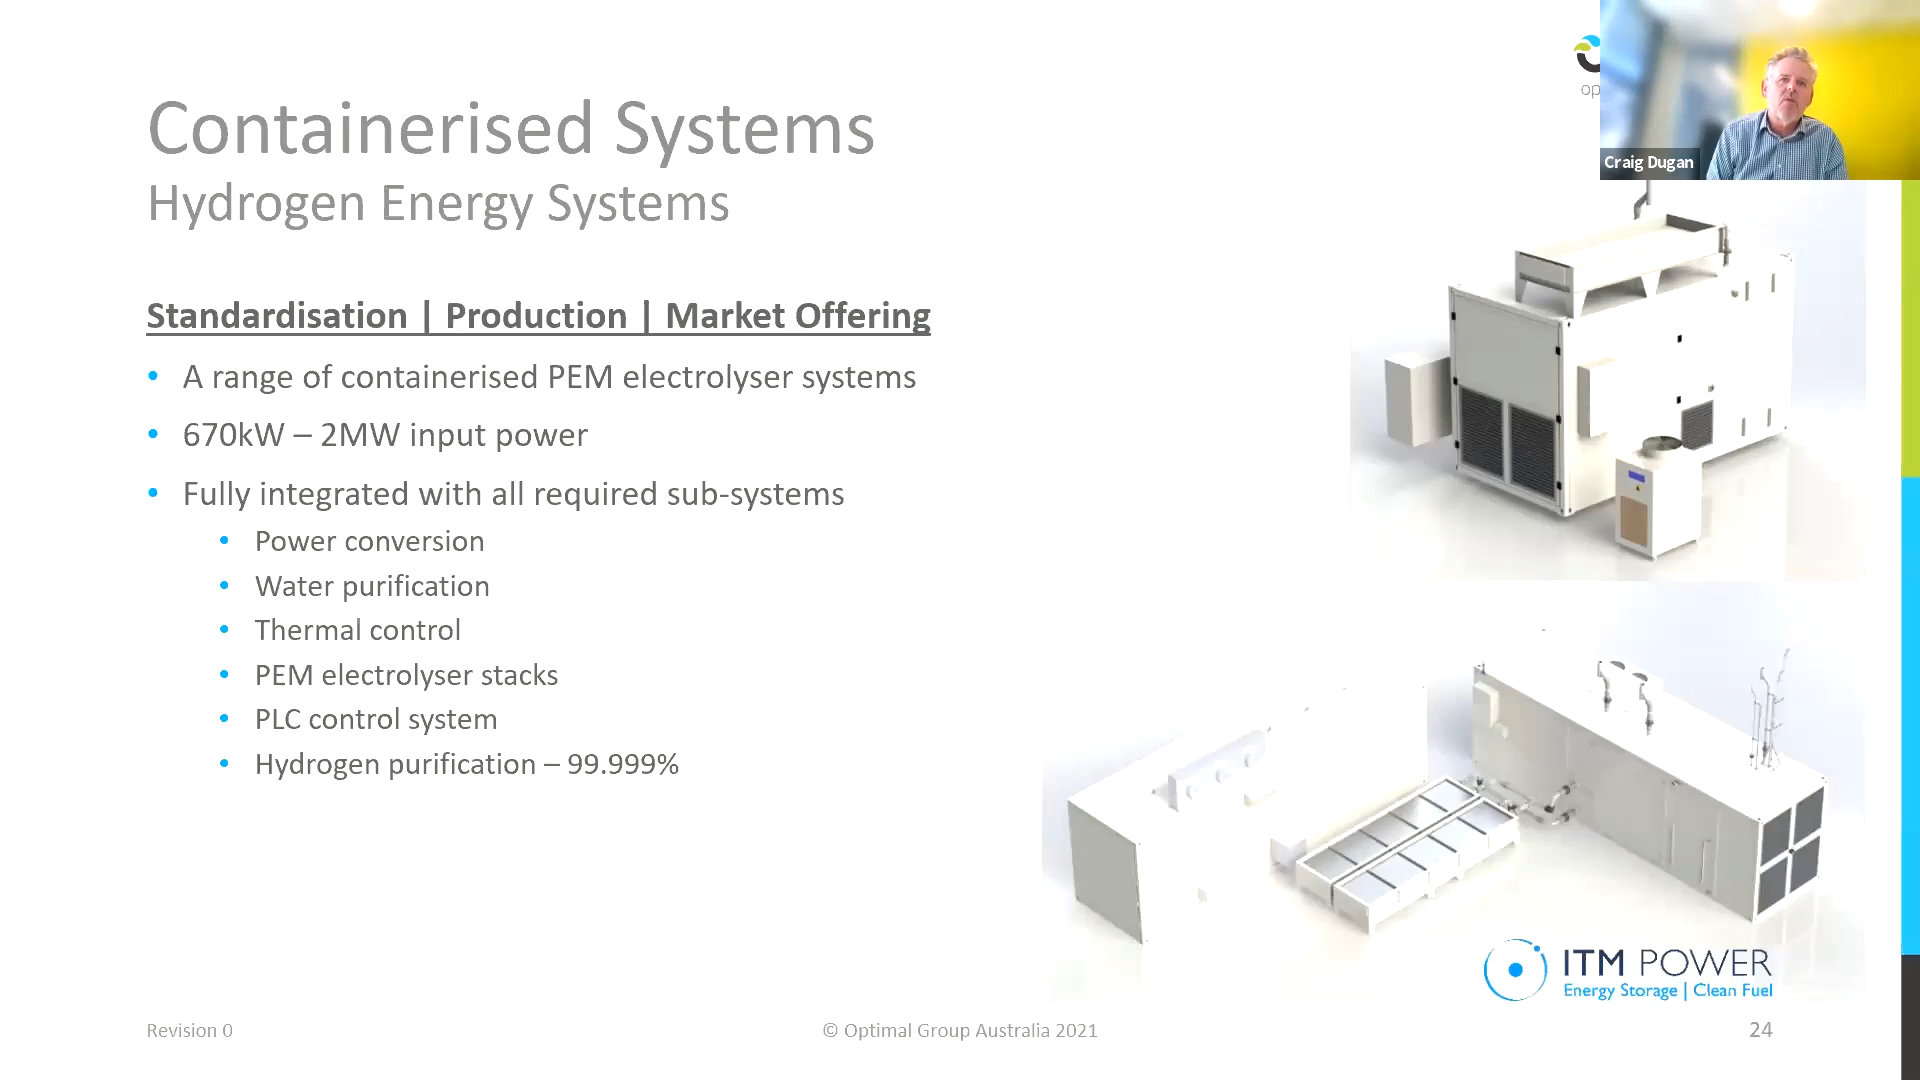 Containerised Systems
Hydrogen Energy Systems
Standardisation | Production | Market Offering
• A range of containerised PEM electrolyser systems
• 670kW – 2MW input power
• Fully integrated with all required sub-systems
• Power conversion
• Water purification
• Thermal control
• PEM electrolyser stacks
• PLC control system
• Hydrogen purification – 99.999%
op
Craig Dugan
ITM POWER
Energy Storage | Clean Fuel
Revision 0
© Optimal Group Australia 2021
24